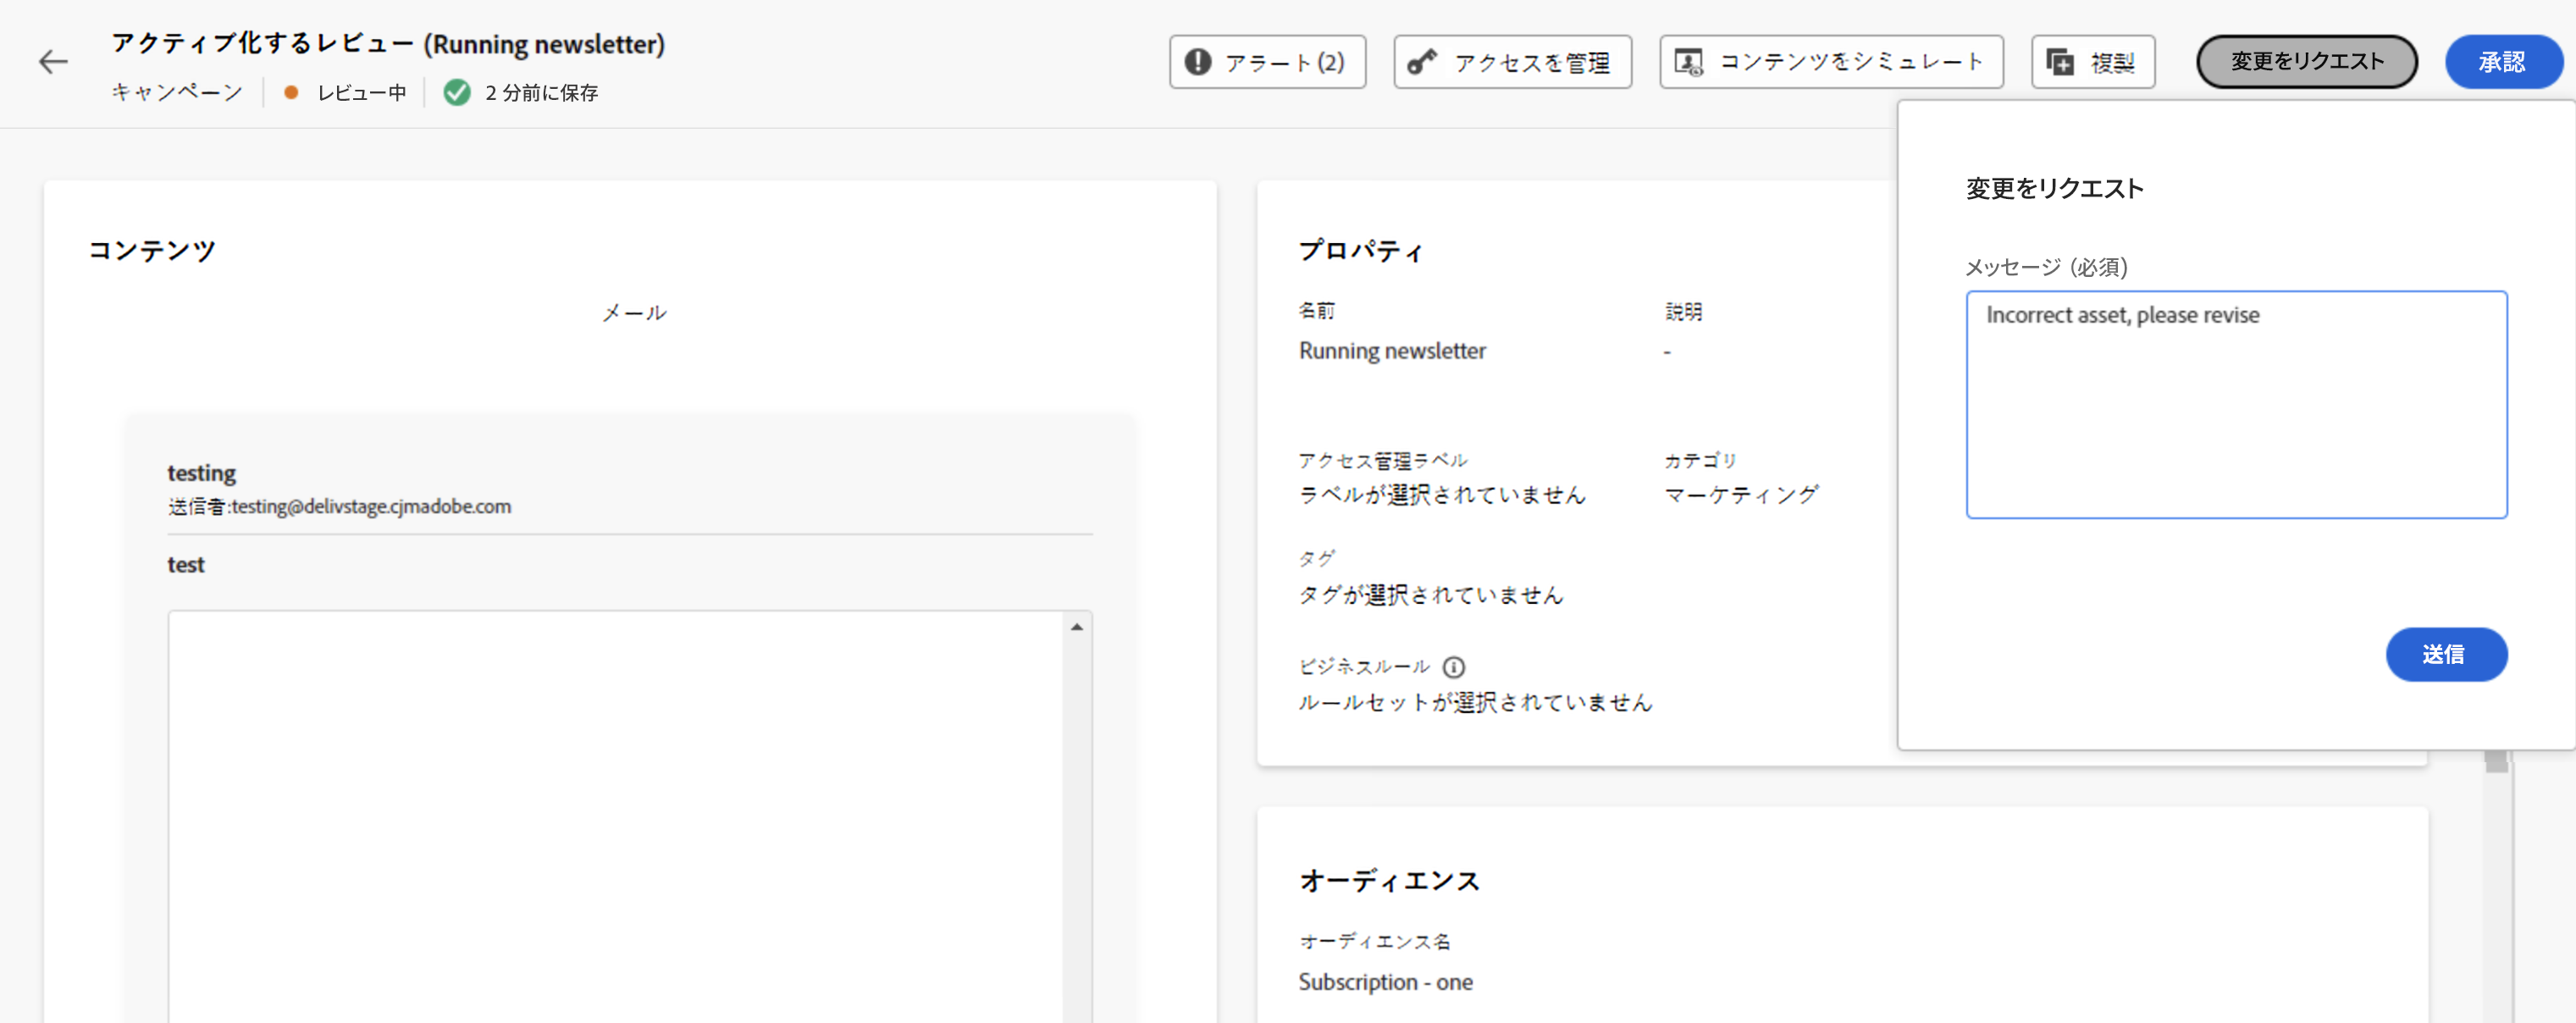 アクティブ化するレビュー (Running newsletter)
キャンペーン
レビュー中
2 分前に保存
アラート(2)
アクセスを管理
コンテンツをシミュレート
複製
変更をリクエスト
承認
コンテンツ
メール
testing
送信者:testing@delivstage.cjmadobe.com
test
プロパティ
名前
説明
Running newsletter
-
アクセス管理ラベル
カテゴリ
ラベルが選択されていません
マーケティング
タグ
タグが選択されていません
ビジネスルール
ルールセットが選択されていません
オーディエンス
オーディエンス名
Subscription - one
変更をリクエスト
メッセージ (必須)
Incorrect asset, please revise
送信